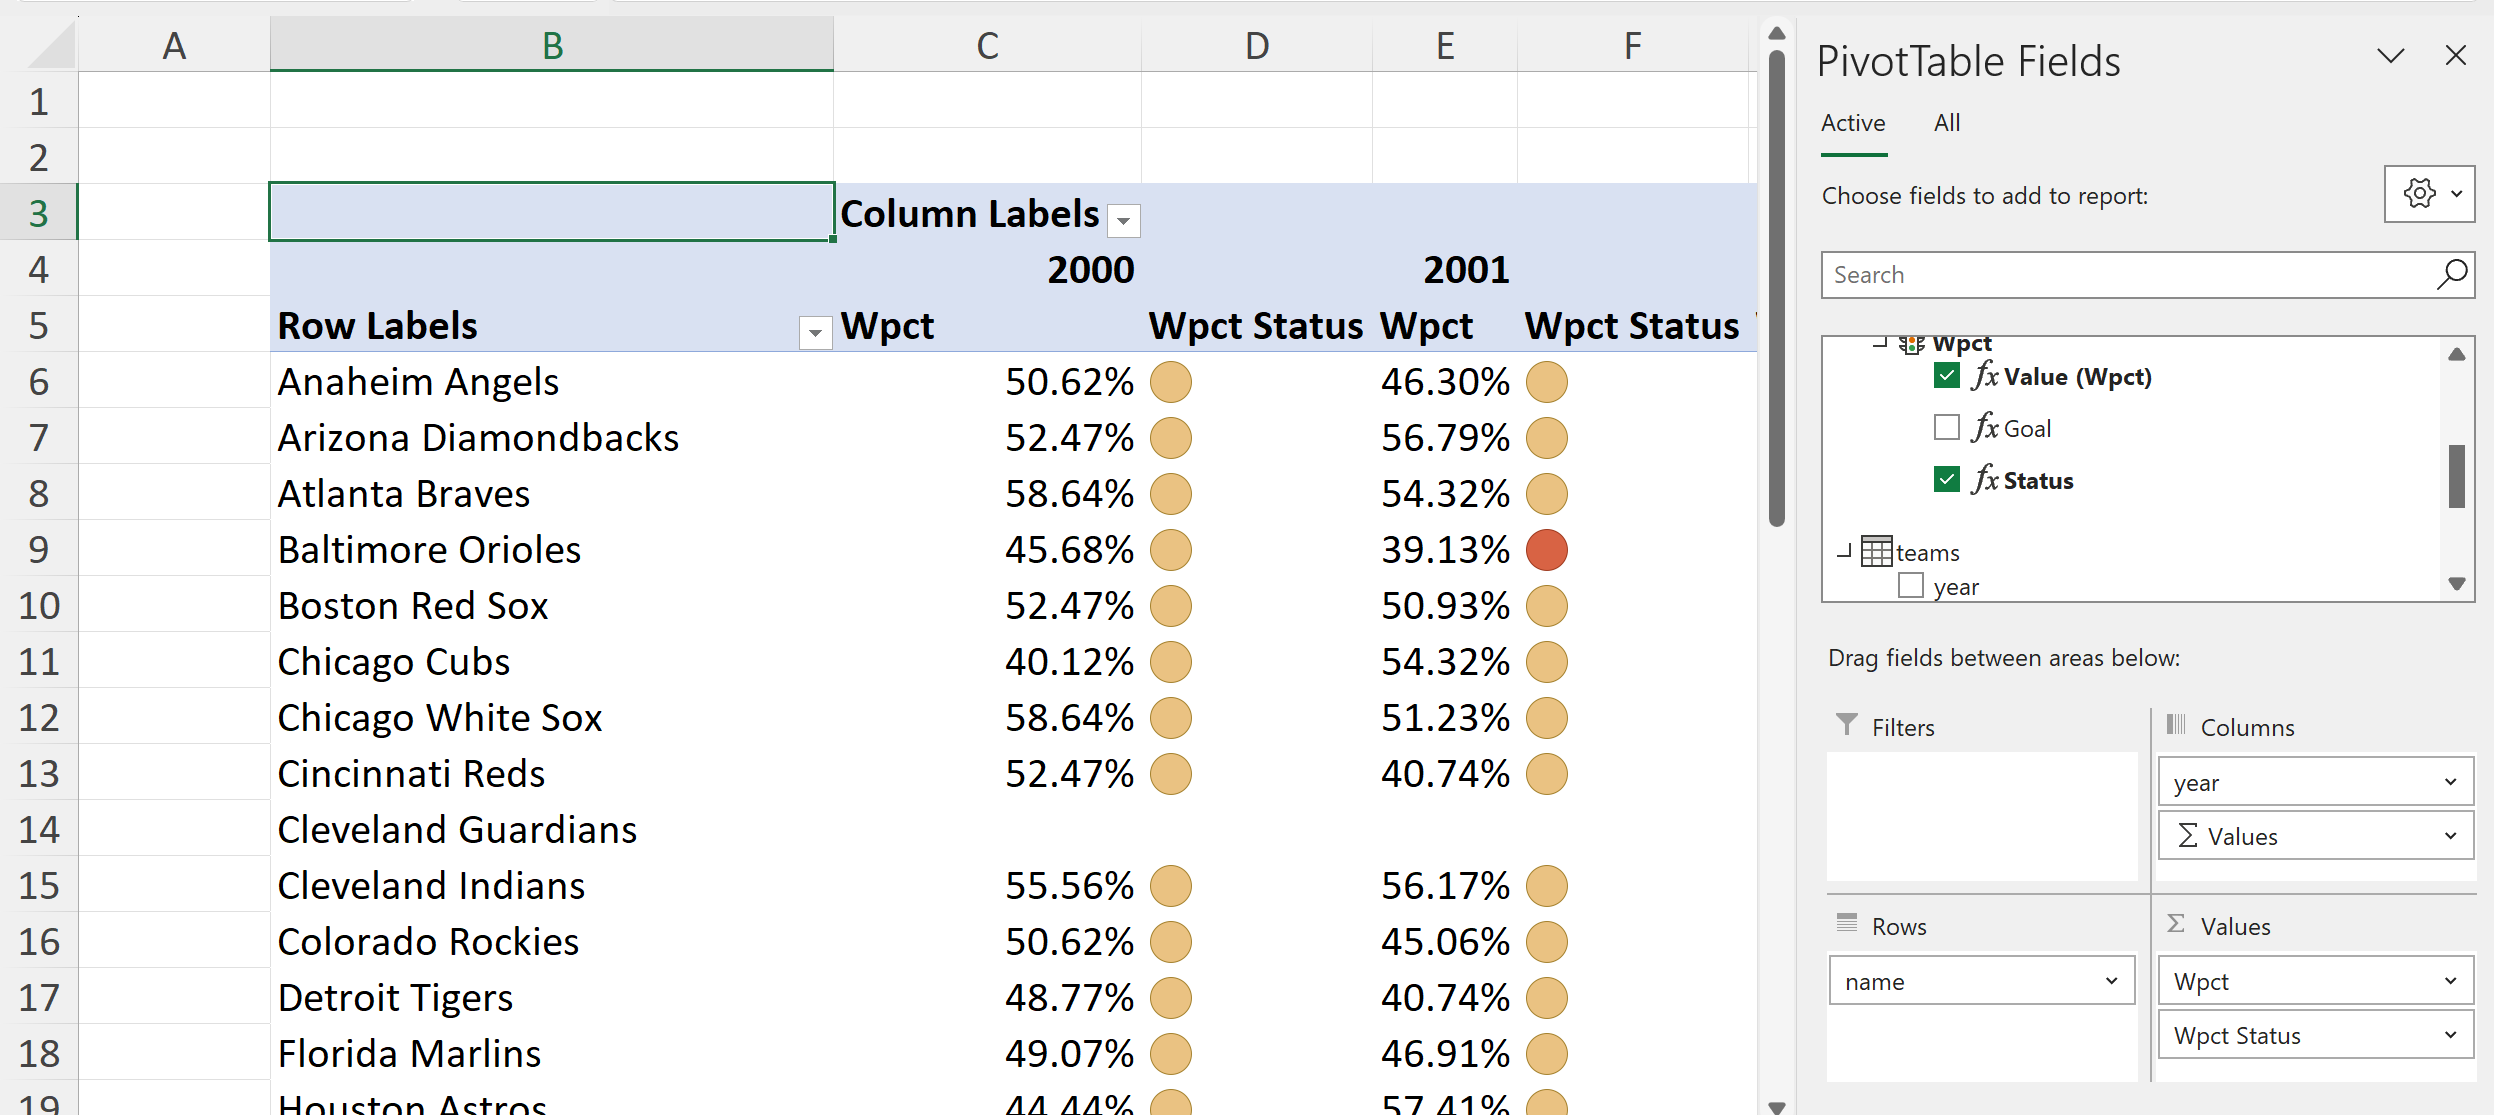 A B C D E F
1
2
3 Column Labels
4 2000 2001
5 Row Labels Wpct Wpct Status Wpct Wpct Status
6 Anaheim Angels 50.62% 46.30%
7 Arizona Diamondbacks 52.47% 56.79%
8 Atlanta Braves 58.64% 54.32%
9 Baltimore Orioles 45.68% 39.13%
10 Boston Red Sox 52.47% 50.93%
11 Chicago Cubs 40.12% 54.32%
12 Chicago White Sox 58.64% 51.23%
13 Cincinnati Reds 52.47% 40.74%
14 Cleveland Guardians
15 Cleveland Indians 55.56% 56.17%
16 Colorado Rockies 50.62% 45.06%
17 Detroit Tigers 48.77% 40.74%
18 Florida Marlins 49.07% 46.91%
19 Houston Astros 44.44% 57.41%
PivotTable Fields
Active All
Choose fields to add to report:
Search
Wpct
fx Value (Wpct)
fx Goal
fx Status
teams
year
Drag fields between areas below:
Filters
Columns
year
Σ Values
Rows
name
Σ Values
Wpct
Wpct Status